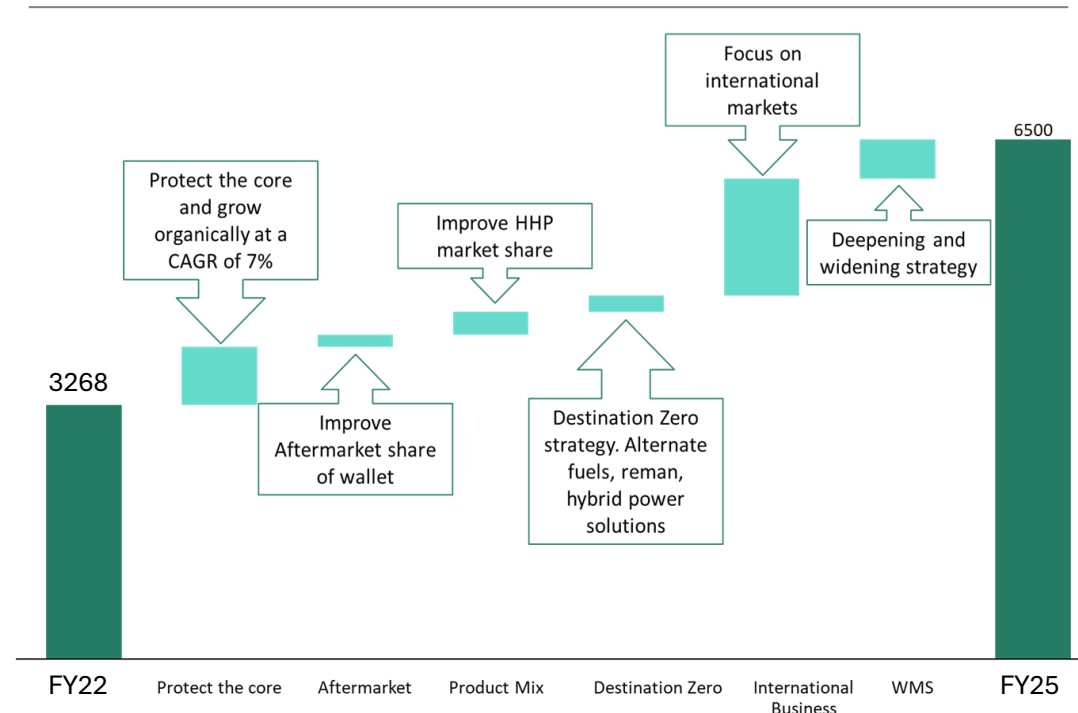 Focus on
international
markets
6500
Protect the core
and grow
organically at a
CAGR of 7%
Improve HHP
market share
Deepening and
widening strategy
3268
Improve
Aftermarket share
of wallet
Destination Zero
strategy. Alternate
fuels, reman,
hybrid power
solutions
FY22
Protect the core
Aftermarket
Product Mix
Destination Zero
International
Business
WMS
FY25